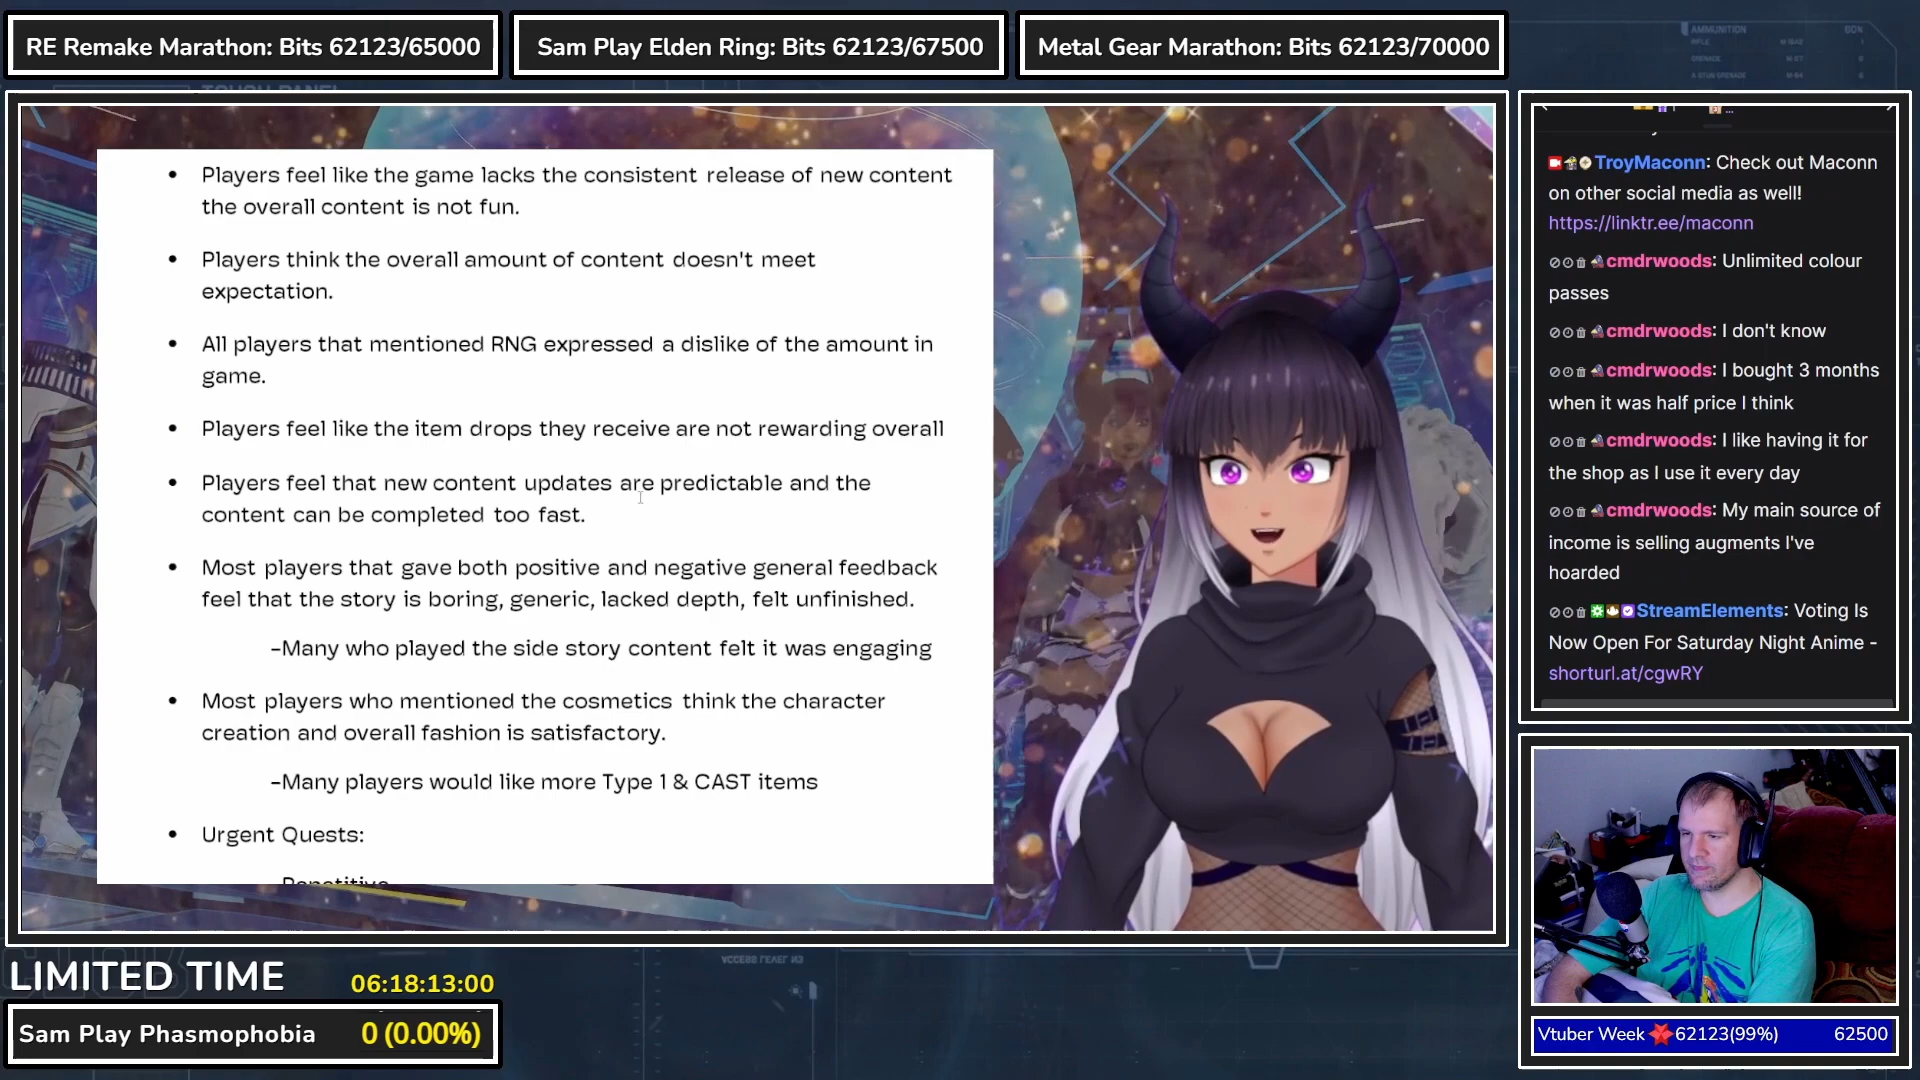 RE Remake Marathon: Bits 62123/65000
Sam Play Elden Ring: Bits 62123/67500
Metal Gear Marathon: Bits 62123/70000
AMMUNITION
TOUCH PANEL
• Players feel like the game lacks the consistent release of new content
the overall content is not fun.
• Players think the overall amount of content doesn't meet
expectation.
• All players that mentioned RNG expressed a dislike of the amount in
game.
• Players feel like the item drops they receive are not rewarding overall
• Players feel that new content updates are predictable and the
content can be completed too fast.
• Most players that gave both positive and negative general feedback
feel that the story is boring, generic, lacked depth, felt unfinished.
-Many who played the side story content felt it was engaging
• Most players who mentioned the cosmetics think the character
creation and overall fashion is satisfactory.
-Many players would like more Type 1 & CAST items
• Urgent Quests:
-Repetitive
TroyMaconn: Check out Maconn
on other social media as well!
https://linktr.ee/maconn
cmdrwoods: Unlimited colour
passes
cmdrwoods: I don't know
cmdrwoods: I bought 3 months
when it was half price I think
cmdrwoods: I like having it for
the shop as I use it every day
cmdrwoods: My main source of
income is selling augments I've
hoarded
StreamElements: Voting Is
Now Open For Saturday Night Anime -
shorturl.at/cgwRY
LIMITED TIME
06:18:13:00
Sam Play Phasmophobia 0 (0.00%)
Vtuber Week 62123(99%) 62500